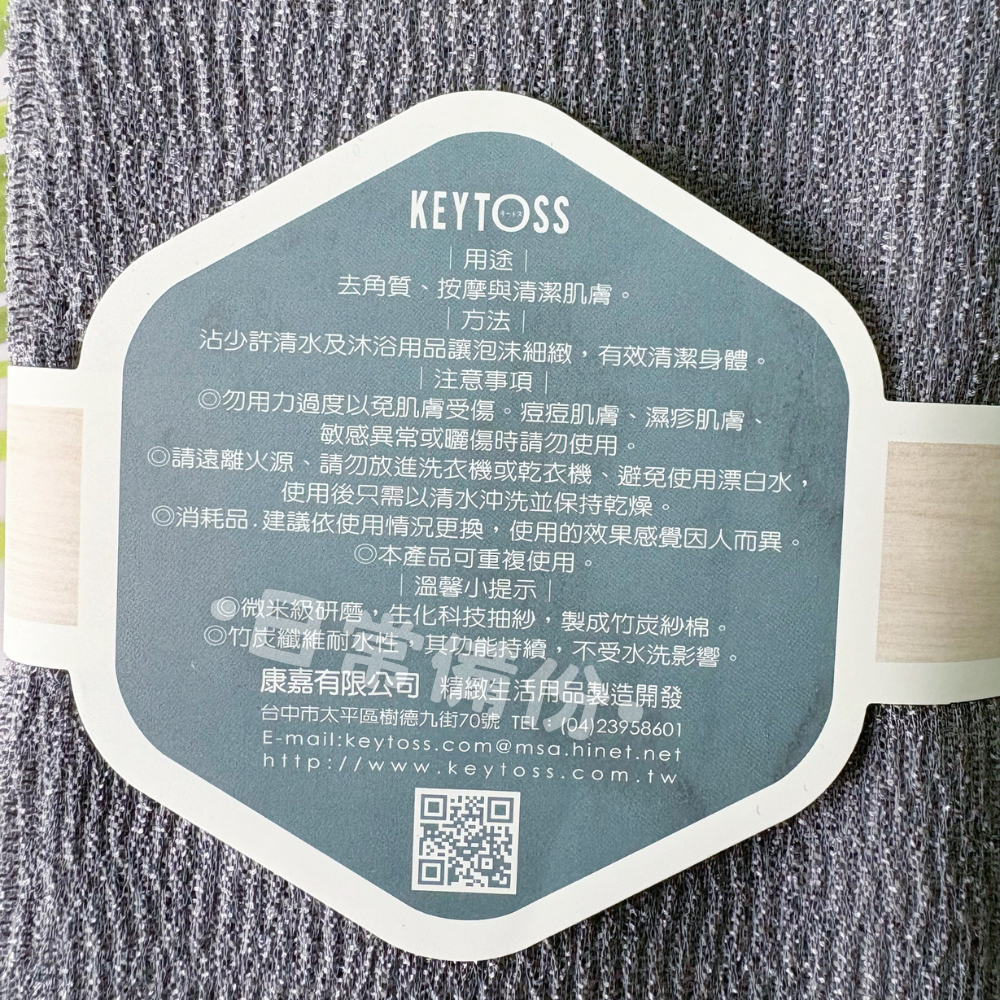 KEYTOSS
キートス
｜用途｜
去角質、按摩與清潔肌膚。
｜方法｜
沾少許清水及沐浴用品讓泡沫細緻，有效清潔身體。
｜注意事項｜
◎勿用力過度以免肌膚受傷。痘痘肌膚、濕疹肌膚、
敏感異常或曬傷時請勿使用。
◎請遠離火源、請勿放進洗衣機或乾衣機、避免使用漂白水，
使用後只需以清水沖洗並保持乾燥。
◎消耗品.建議依使用情況更換，使用的效果感覺因人而異。
◎本產品可重複使用。
｜溫馨小提示｜
◎微米級研磨，生化科技抽紗，製成竹炭紗棉。
◎竹炭纖維耐水性，其功能持續，不受水洗影響。
日常備份
康嘉有限公司 精緻生活用品製造開發
台中市太平區樹德九街70號 TEL：(04)23958601
E-mail:keytoss.com@msa.hinet.net
http://www.keytoss.com.tw